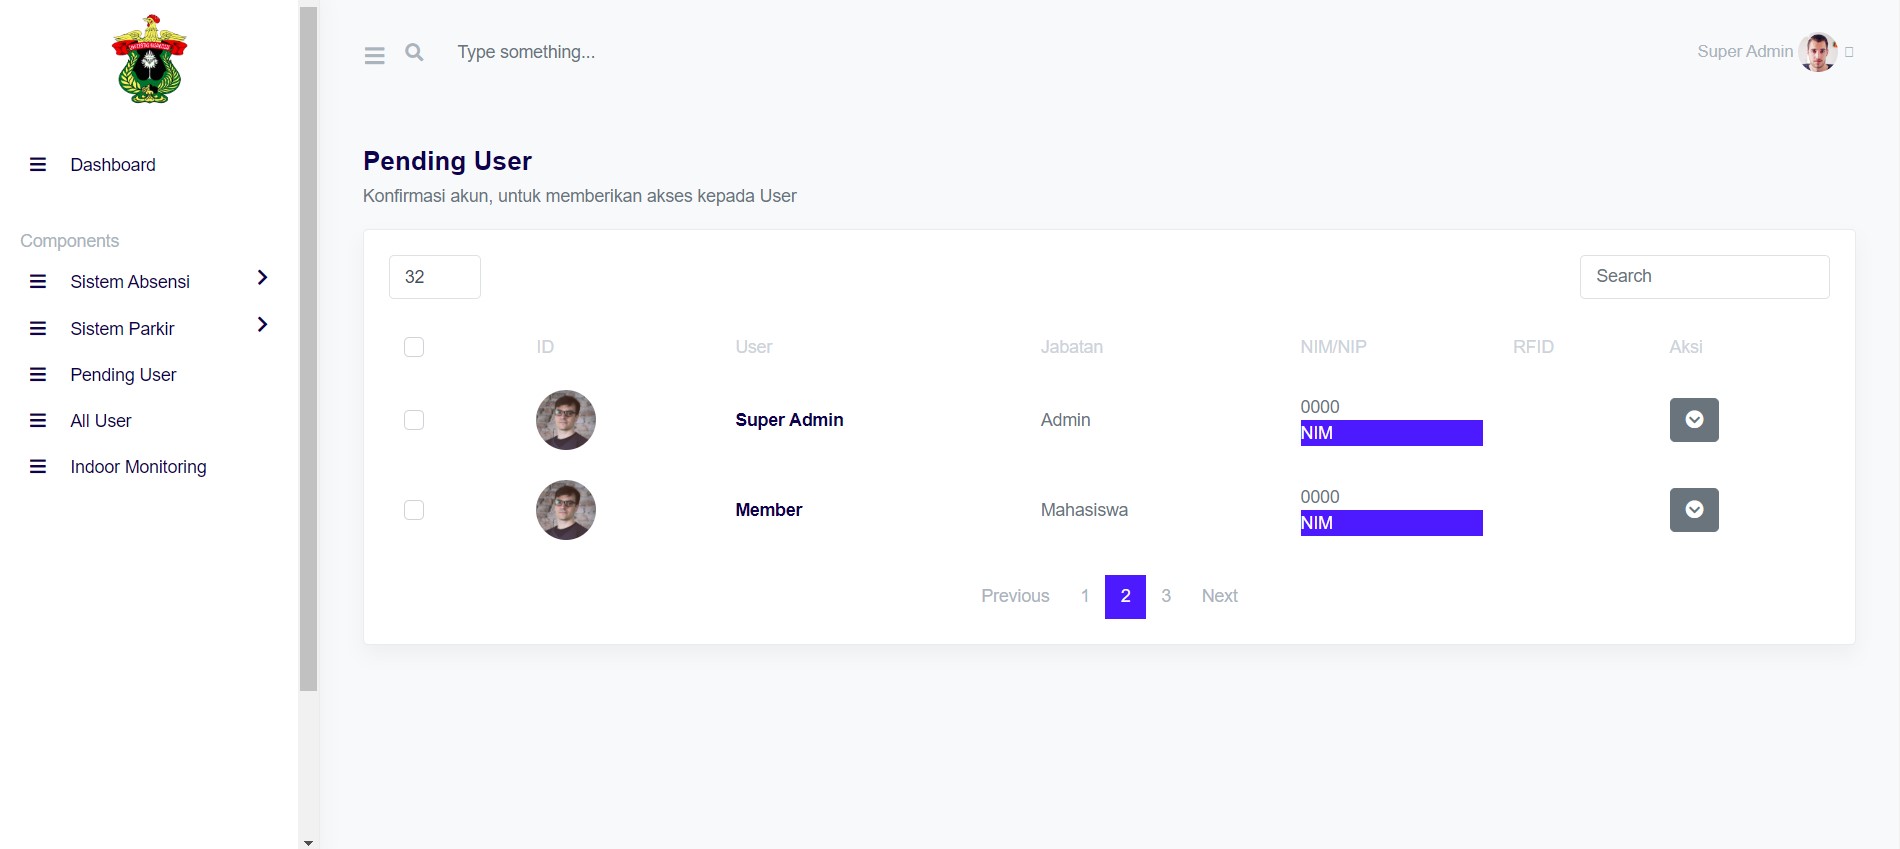 UNIVERSITAS HASANUDDIN
Type something...
Super Admin
Dashboard
Components
Sistem Absensi
Sistem Parkir
Pending User
All User
Indoor Monitoring
Pending User
Konfirmasi akun, untuk memberikan akses kepada User
32
Search
ID User Jabatan NIM/NIP RFID Aksi
Super Admin Admin 0000
NIM
Member Mahasiswa 0000
NIM
Previous 1 2 3 Next